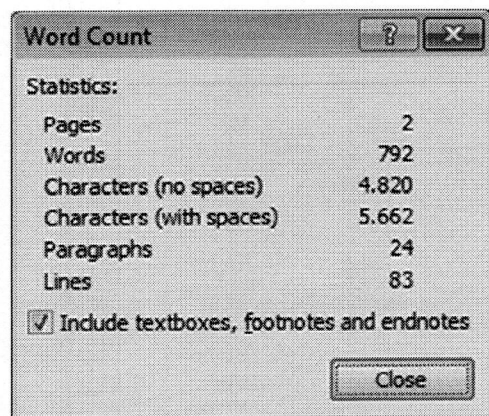 Word Count
?
Statistics:
Pages 2
Words 792
Characters (no spaces) 4.820
Characters (with spaces) 5.662
Paragraphs 24
Lines 83
Include textboxes, footnotes and endnotes
Close